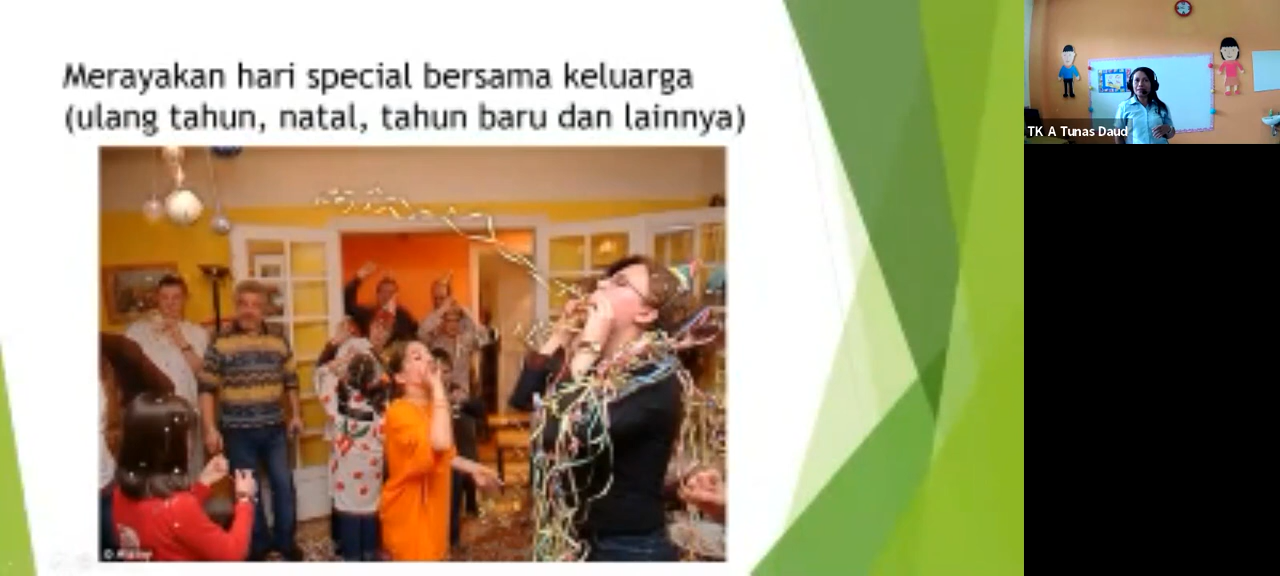 Merayakan hari special bersama keluarga
(ulang tahun, natal, tahun baru dan lainnya)
TK A Tunas Daud